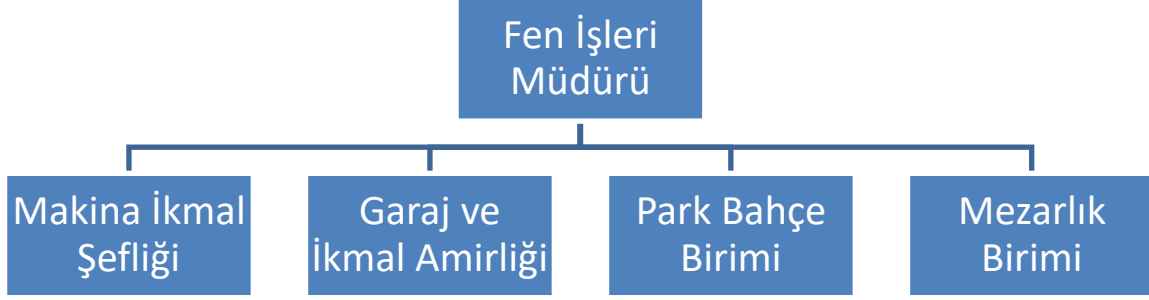 Fen İşleri
Müdürü
Makina İkmal
Şefliği
Garaj ve
İkmal Amirliği
Park Bahçe
Birimi
Mezarlık
Birimi